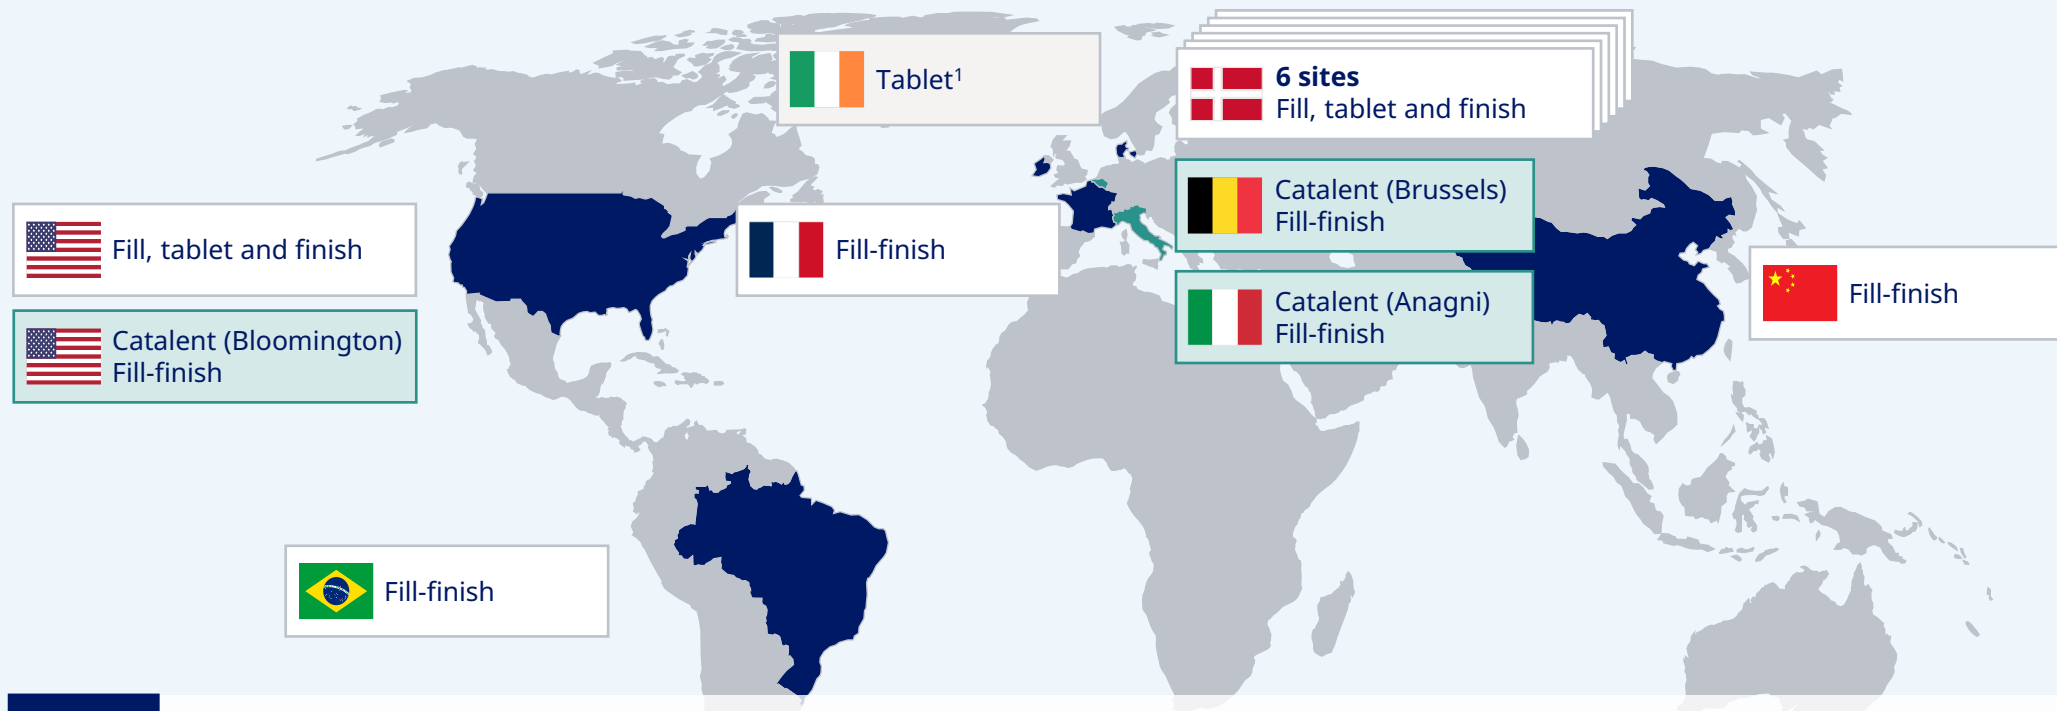 Tablet¹
6 sites
Fill, tablet and finish
Catalent (Brussels)
Fill-finish
Fill, tablet and finish
Fill-finish
Catalent (Anagni)
Fill-finish
Fill-finish
Catalent (Bloomington)
Fill-finish
Fill-finish